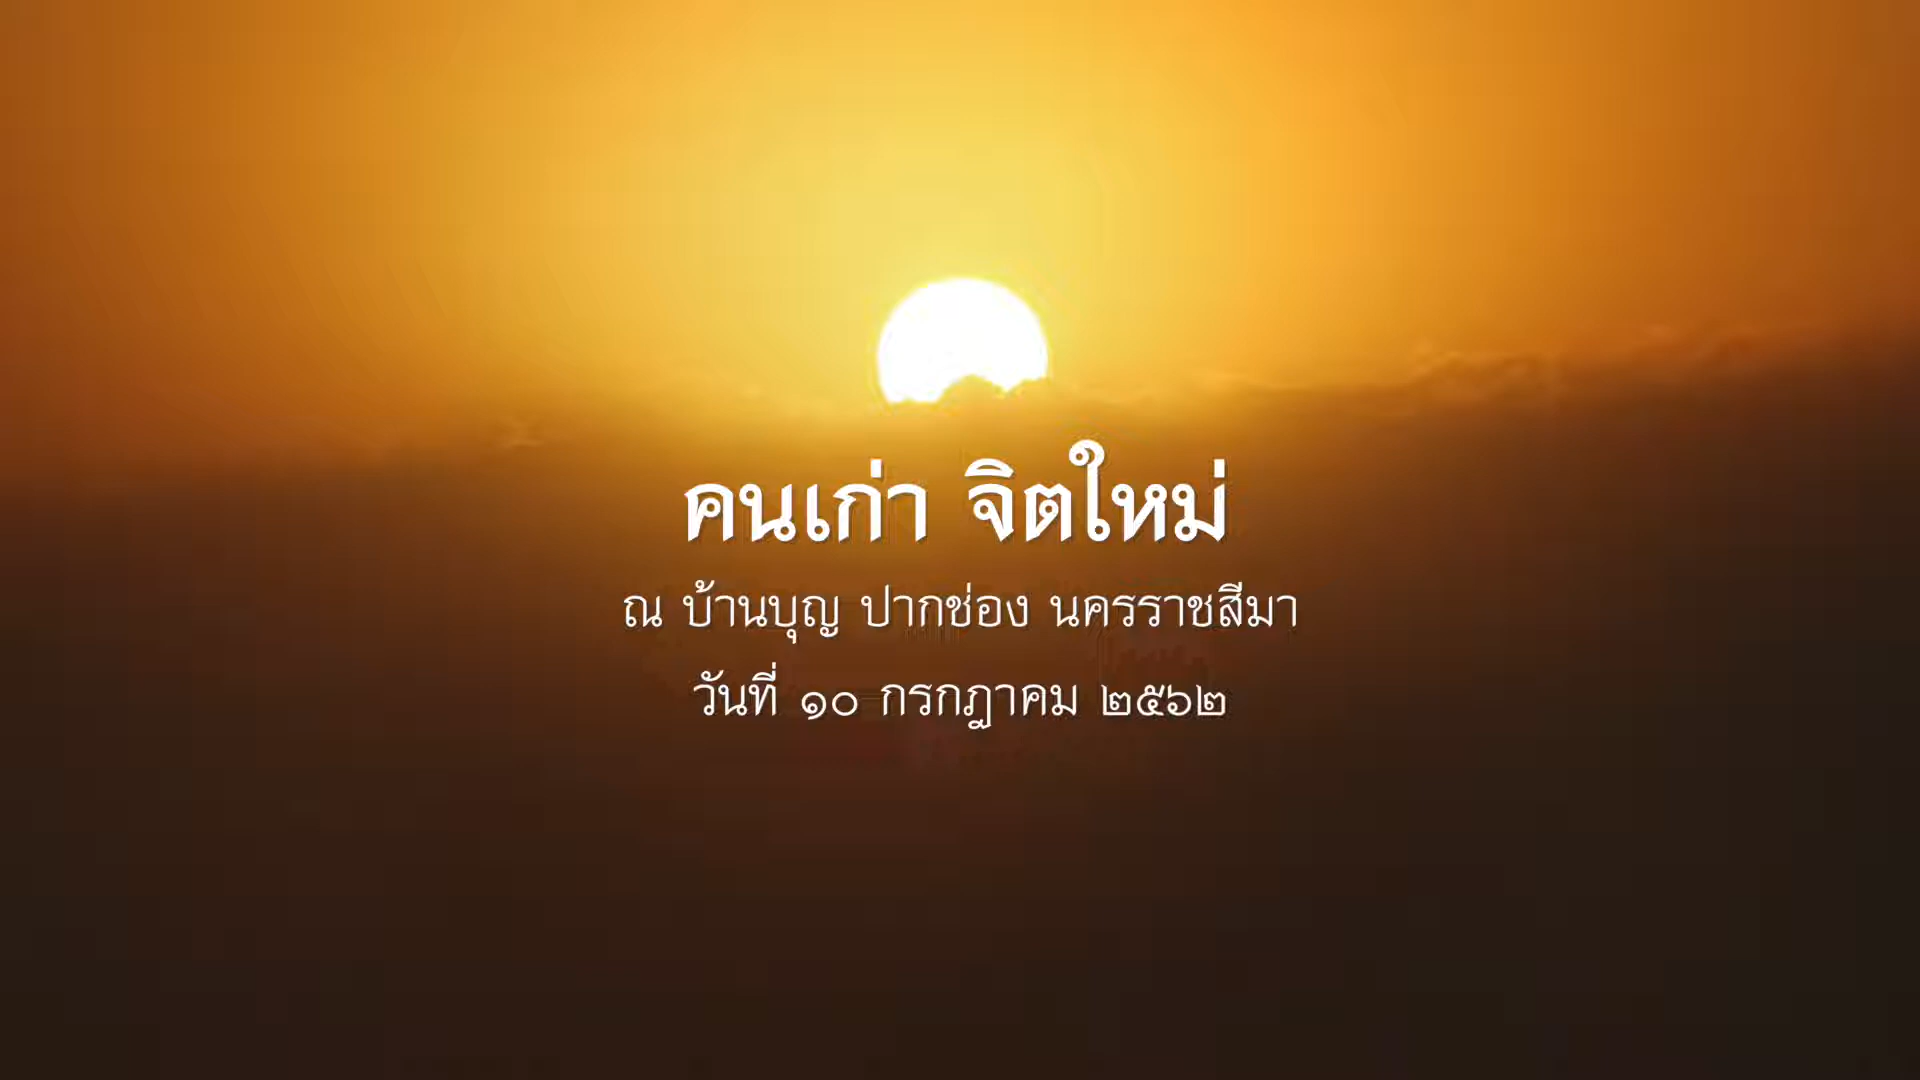 คนเก่า จิตใหม่
ณ บ้านบุญ ปากช่อง นครราชสีมา
วันที่ ๑๐ กรกฎาคม ๒๕๖๒